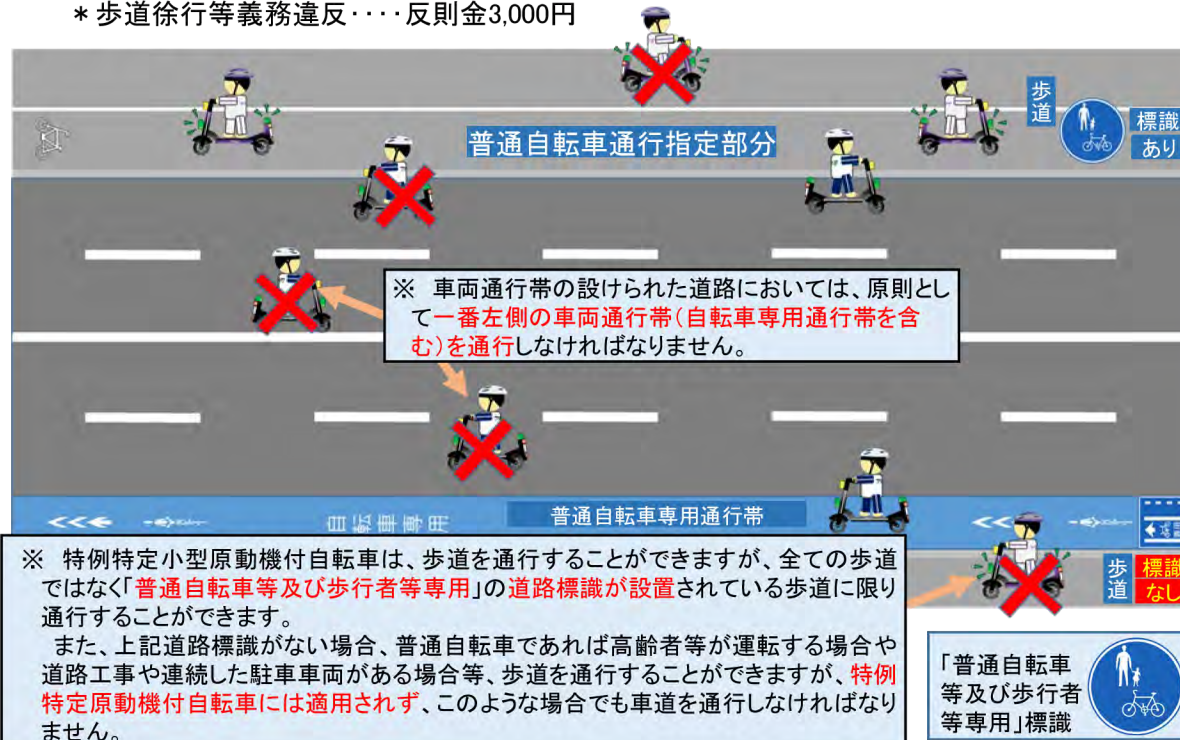 ＊歩道徐行等義務違反････反則金3,000円
歩道
標識
あり
普通自転車通行指定部分
※　車両通行帯の設けられた道路においては、原則とし
て一番左側の車両通行帯（自転車専用通行帯を含
む）を通行しなければなりません。
自転車専用
普通自転車専用通行帯
※　特例特定小型原動機付自転車は、歩道を通行することができますが、全ての歩道
ではなく「普通自転車等及び歩行者等専用」の道路標識が設置されている歩道に限り
通行することができます。
また、上記道路標識がない場合、普通自転車であれば高齢者等が運転する場合や
道路工事や連続した駐車車両がある場合等、歩道を通行することができますが、特例
特定原動機付自転車には適用されず、このような場合でも車道を通行しなければなり
ません。
歩道
標識
なし
「普通自転車
等及び歩行者
等専用」標識